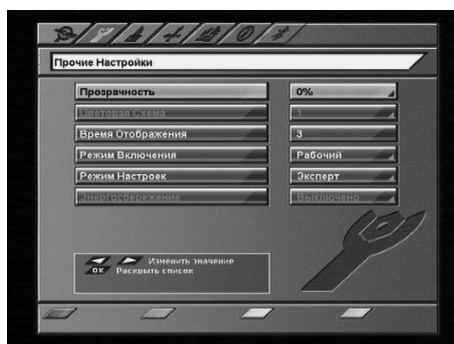 Прочие Настройки
Прозрачность 0%
Цветовая Схема 1
Время Отображения 3
Режим Включения Рабочий
Режим Настроек Эксперт
Энергосбережение Выключено
Изменить значение
OK Раскрыть список